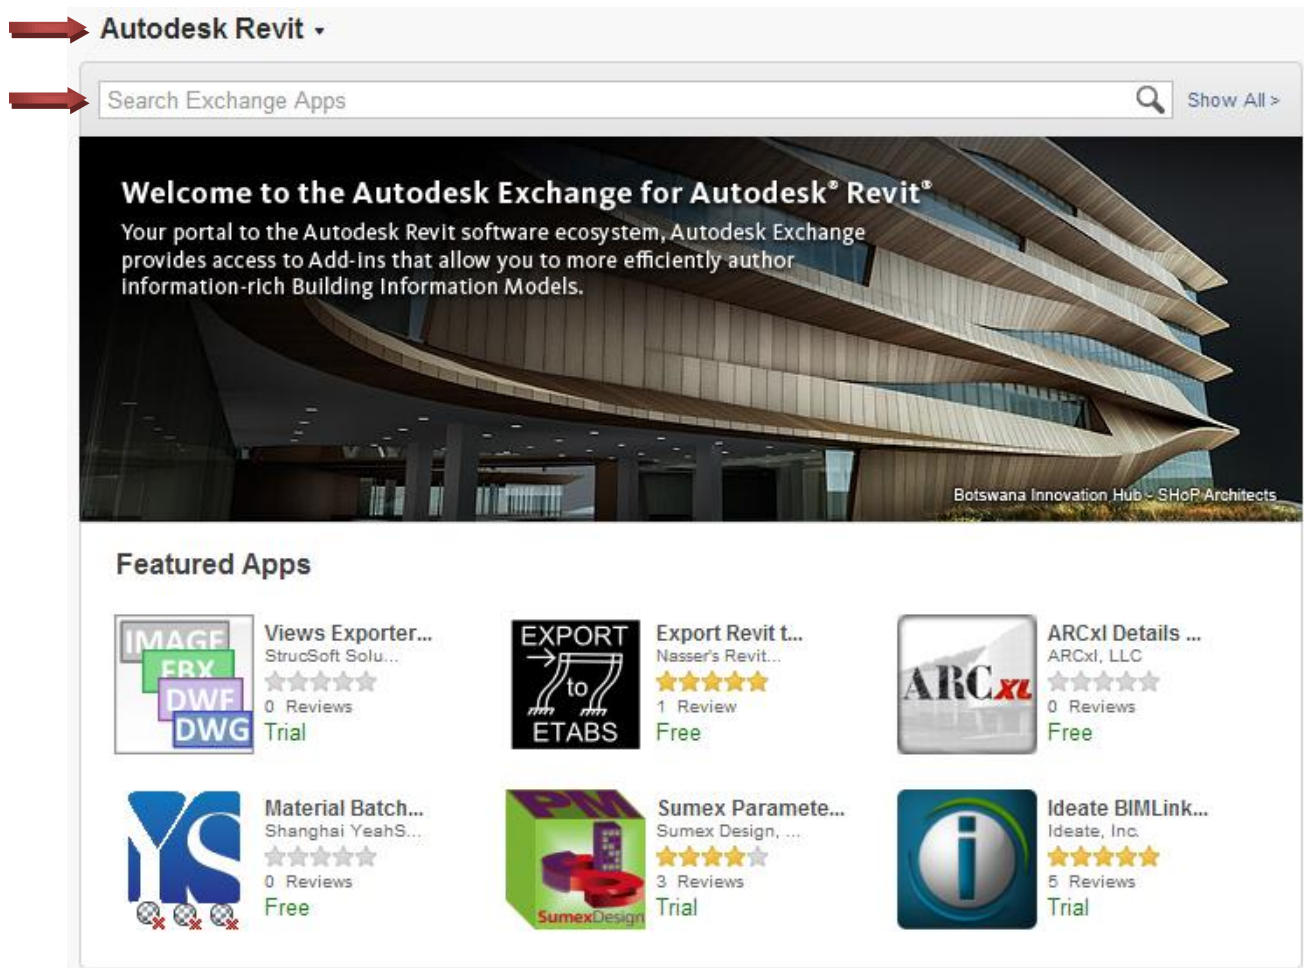 Autodesk Revit
Search Exchange Apps
Show All >
Welcome to the Autodesk Exchange for Autodesk® Revit®
Your portal to the Autodesk Revit software ecosystem, Autodesk Exchange
provides access to Add-ins that allow you to more efficiently author
information-rich Building Information Models.
Botswana Innovation Hub - SHoP Architects
Featured Apps
IMAGE
FBX
DWF
DWG
Views Exporter...
StrucSoft Solu...
0 Reviews
Trial
EXPORT
to
ETABS
Export Revit t...
Nasser's Revit...
1 Review
Free
ARCXL
ARCxl Details ...
ARCxl, LLC
0 Reviews
Free
YS
Material Batch...
Shanghai YeahS...
0 Reviews
Free
PM
SumexDesign
Sumex Paramete...
Sumex Design, ...
3 Reviews
Trial
i
Ideate BIMLink...
Ideate, Inc.
5 Reviews
Trial